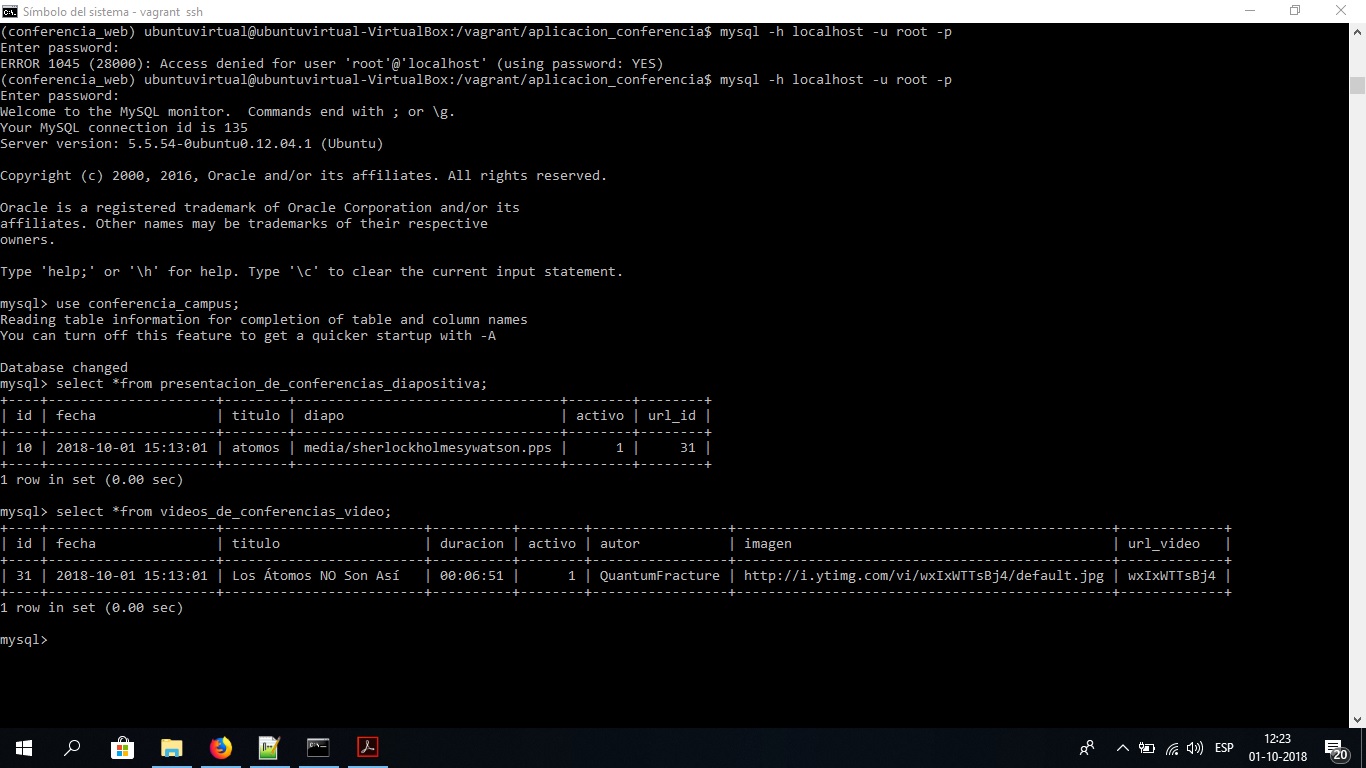 Símbolo del sistema - vagrant ssh
(conferencia_web) ubuntuvirtual@ubuntuvirtual-VirtualBox:/vagrant/aplicacion_conferencia$ mysql -h localhost -u root -p
Enter password:
ERROR 1045 (28000): Access denied for user 'root'@'localhost' (using password: YES)
(conferencia_web) ubuntuvirtual@ubuntuvirtual-VirtualBox:/vagrant/aplicacion_conferencia$ mysql -h localhost -u root -p
Enter password:
Welcome to the MySQL monitor.  Commands end with ; or \g.
Your MySQL connection id is 135
Server version: 5.5.54-0ubuntu0.12.04.1 (Ubuntu)
Copyright (c) 2000, 2016, Oracle and/or its affiliates. All rights reserved.
Oracle is a registered trademark of Oracle Corporation and/or its
affiliates. Other names may be trademarks of their respective
owners.
Type 'help;' or '\h' for help. Type '\c' to clear the current input statement.
mysql> use conferencia_campus;
Reading table information for completion of table and column names
You can turn off this feature to get a quicker startup with -A
Database changed
mysql> select *from presentacion_de_conferencias_diapositiva;
| id | fecha | titulo | diapo | activo | url_id |
| 10 | 2018-10-01 15:13:01 | atomos | media/sherlockholmesywatson.pps | 1 | 31 |
1 row in set (0.00 sec)
mysql> select *from videos_de_conferencias_video;
| id | fecha | titulo | duracion | activo | autor | imagen | url_video |
| 31 | 2018-10-01 15:13:01 | Los Átomos NO Son Así | 00:06:51 | 1 | QuantumFracture | http://i.ytimg.com/vi/wxIxWTTsBj4/default.jpg | wxIxWTTsBj4 |
1 row in set (0.00 sec)
mysql>
ESP
12:23
01-10-2018
20